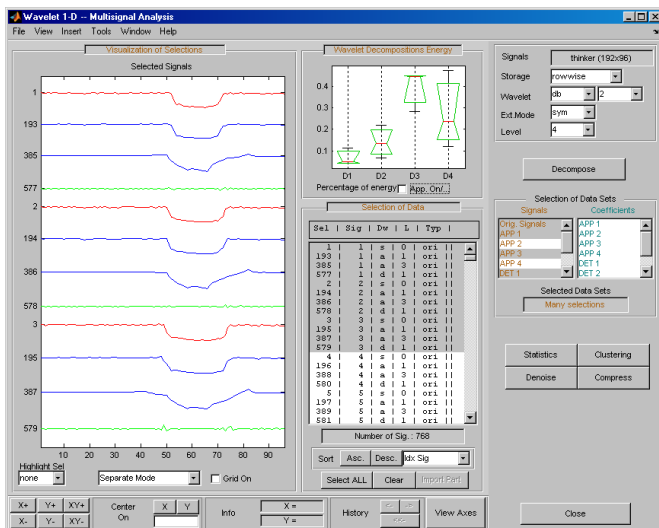 Wavelet 1-D -- Multisignal Analysis
File View Insert Tools Window Help
Visualization of Selections
Selected Signals
1
193
385
577
2
194
386
578
3
195
387
579
10 20 30 40 50 60 70 80 90
Highlight Sel
none
Separate Mode
Grid On
Wavelet Decompositions Energy
0.4
0.3
0.2
0.1
D1 D2 D3 D4
Percentage of energy
App. On/...
Selection of Data
Sel | Sig | Dw | L | Typ |
1 | 1 | s | 0 | ori ||
193 | 1 | a | 1 | ori ||
385 | 1 | a | 3 | ori ||
577 | 1 | d | 1 | ori ||
2 | 2 | s | 0 | ori ||
194 | 2 | a | 1 | ori ||
386 | 2 | a | 3 | ori ||
578 | 2 | d | 1 | ori ||
3 | 3 | s | 0 | ori ||
195 | 3 | a | 1 | ori ||
387 | 3 | a | 3 | ori ||
579 | 3 | d | 1 | ori ||
4 | 4 | s | 0 | ori ||
196 | 4 | a | 1 | ori ||
388 | 4 | a | 3 | ori ||
580 | 4 | d | 1 | ori ||
5 | 5 | s | 0 | ori ||
197 | 5 | a | 1 | ori ||
389 | 5 | a | 3 | ori ||
581 | 5 | d | 1 | ori ||
Number of Sig. : 768
Sort Asc. Desc. Idx Sig
Select ALL Clear Import Part
Signals thinker (192x96)
Storage rowwise
Wavelet db 2
Ext.Mode sym
Level 4
Decompose
Selection of Data Sets
Signals Coefficients
Orig. Signals APP 1
APP 1 APP 2
APP 2 APP 3
APP 3 APP 4
APP 4 DET 1
DET 1 DET 2
Selected Data Sets
Many selections
Statistics Clustering
Denoise Compress
X+ Y+ XY+
X- Y- XY-
Center
On
X Y
Info
X =
Y =
History
<- ->
<<-
View Axes
Close